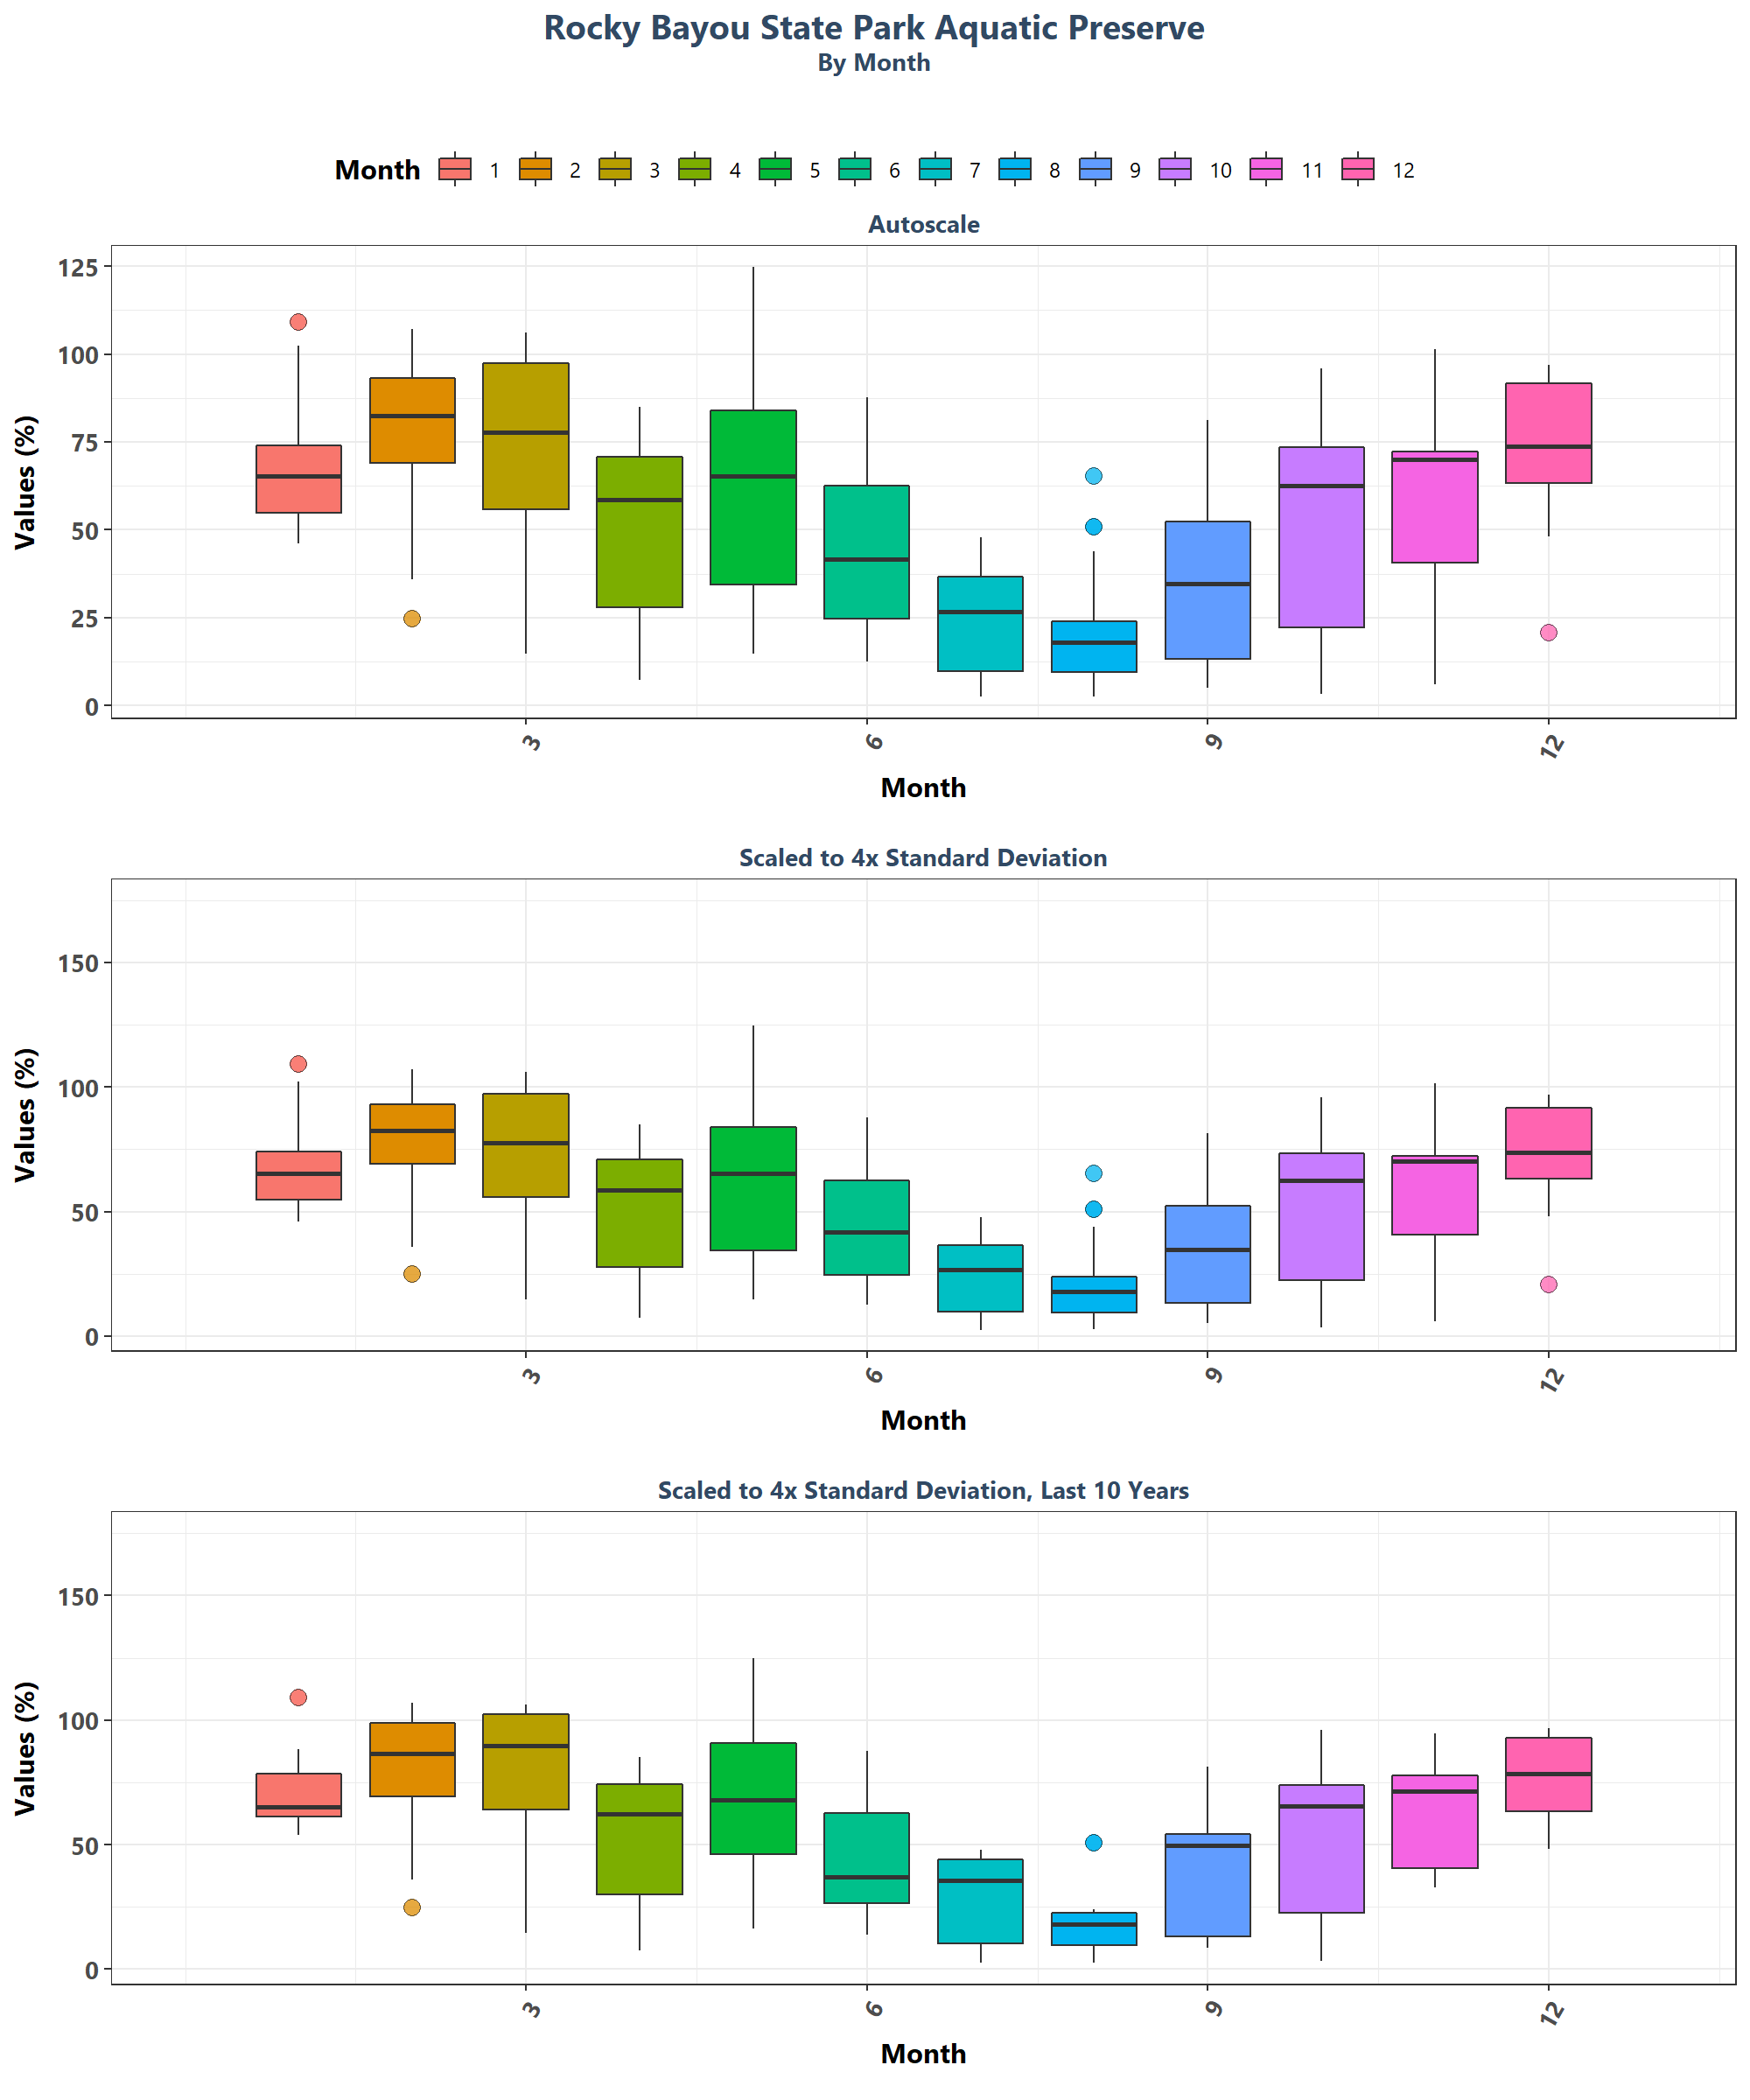 Rocky Bayou State Park Aquatic Preserve
By Month
Month 1 2 3 4 5 6 7 8 9 10 11 12
Autoscale
125
100
75
50
25
0
Values (%)
3 6 9 12
Month
Scaled to 4x Standard Deviation
150
100
50
0
Values (%)
3 6 9 12
Month
Scaled to 4x Standard Deviation, Last 10 Years
150
100
50
0
Values (%)
3 6 9 12
Month